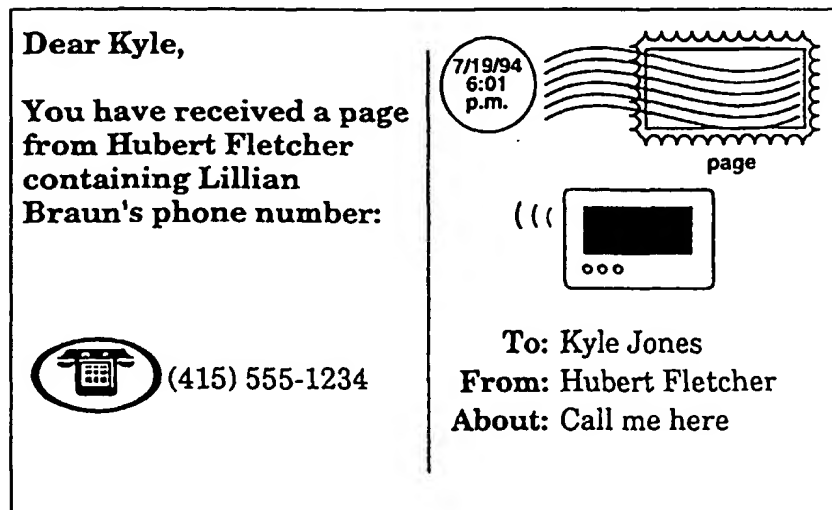 Dear Kyle,
You have received a page
from Hubert Fletcher
containing Lillian
Braun's phone number:
(415) 555-1234
7/19/94
6:01
p.m.
page
To: Kyle Jones
From: Hubert Fletcher
About: Call me here